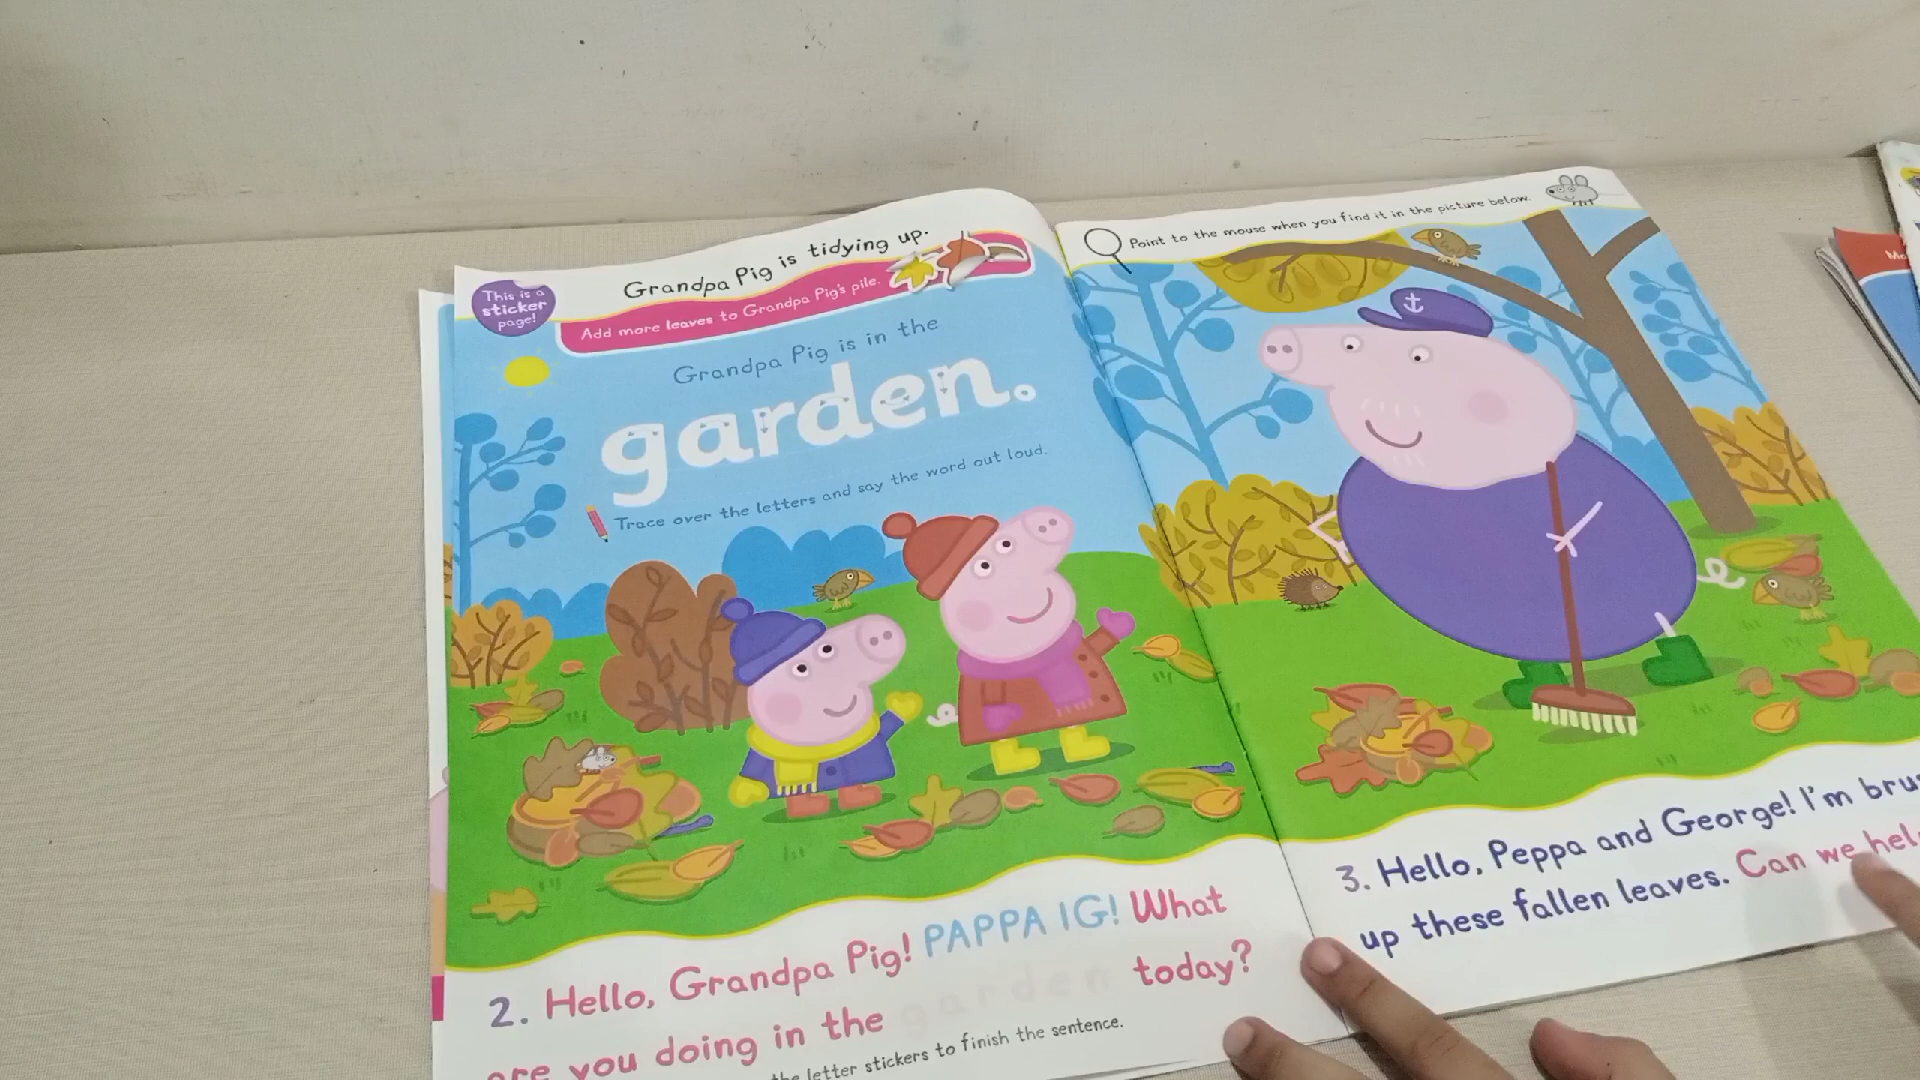 Grandpa Pig is tidying up.
This is a
sticker
page!
Add more leaves to Grandpa Pig's pile.
Grandpa Pig is in the
garden.
Trace over the letters and say the word out loud.
2. Hello, Grandpa Pig! PAPPA IG! What
are you doing in the garden today?
the letter stickers to finish the sentence.
Point to the mouse when you find it in the picture below.
3. Hello, Peppa and George! I'm
up these fallen leaves. Can we